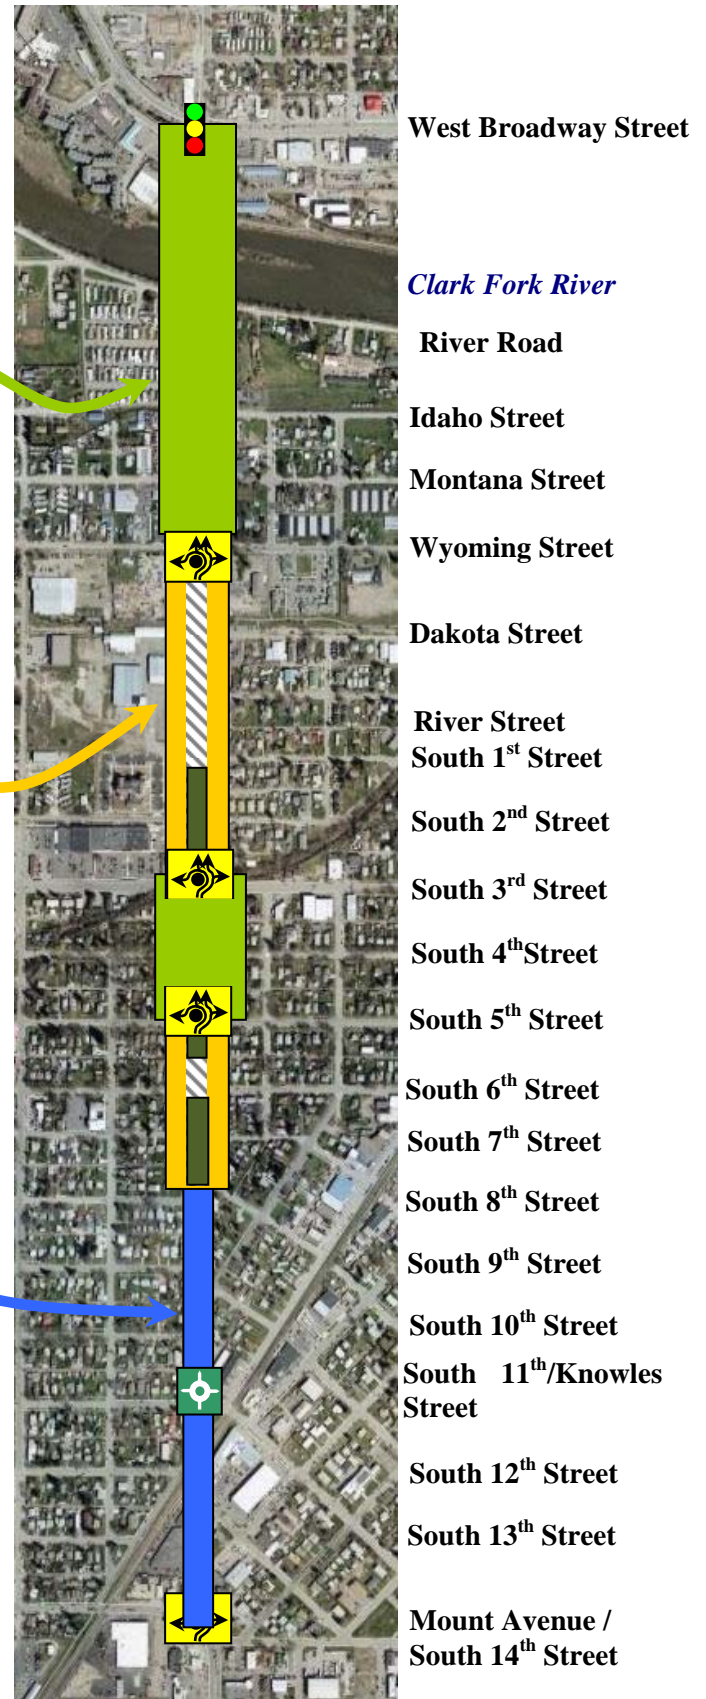 West Broadway Street
Clark Fork River
River Road
Idaho Street
Montana Street
Wyoming Street
Dakota Street
River Street
South 1st Street
South 2nd Street
South 3rd Street
South 4thStreet
South 5th Street
South 6th Street
South 7th Street
South 8th Street
South 9th Street
South 10th Street
South 11th/Knowles
Street
South 12th Street
South 13th Street
Mount Avenue /
South 14th Street